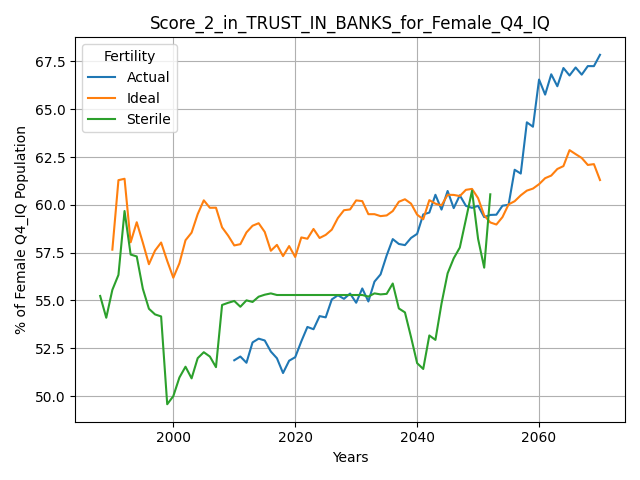 Score_2_in_TRUST_IN_BANKS_for_Female_Q4_IQ
Fertility
Actual
Ideal
Sterile
% of Female Q4_IQ Population
67.5
65.0
62.5
60.0
57.5
55.0
52.5
50.0
2000 2020 2040 2060
Years